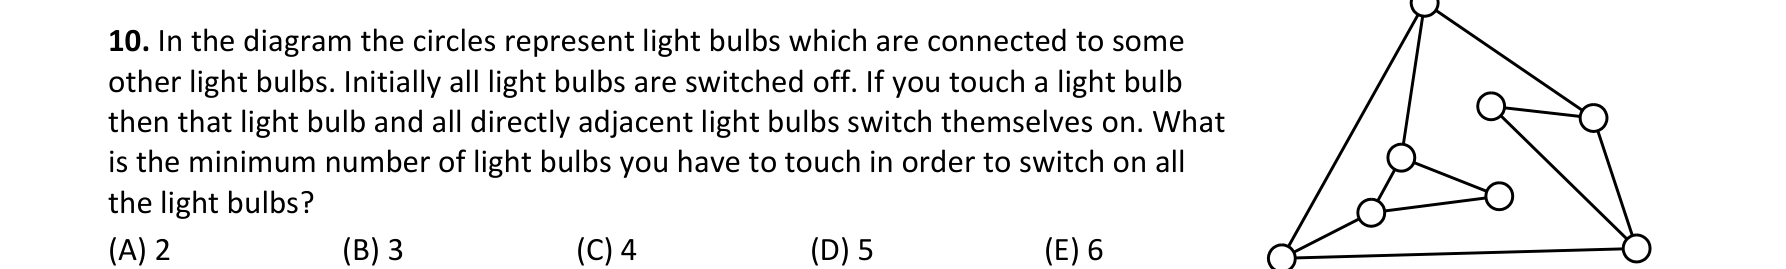 10. In the diagram the circles represent light bulbs which are connected to some
other light bulbs. Initially all light bulbs are switched off. If you touch a light bulb
then that light bulb and all directly adjacent light bulbs switch themselves on. What
is the minimum number of light bulbs you have to touch in order to switch on all
the light bulbs?
(A) 2 (B) 3 (C) 4 (D) 5 (E) 6